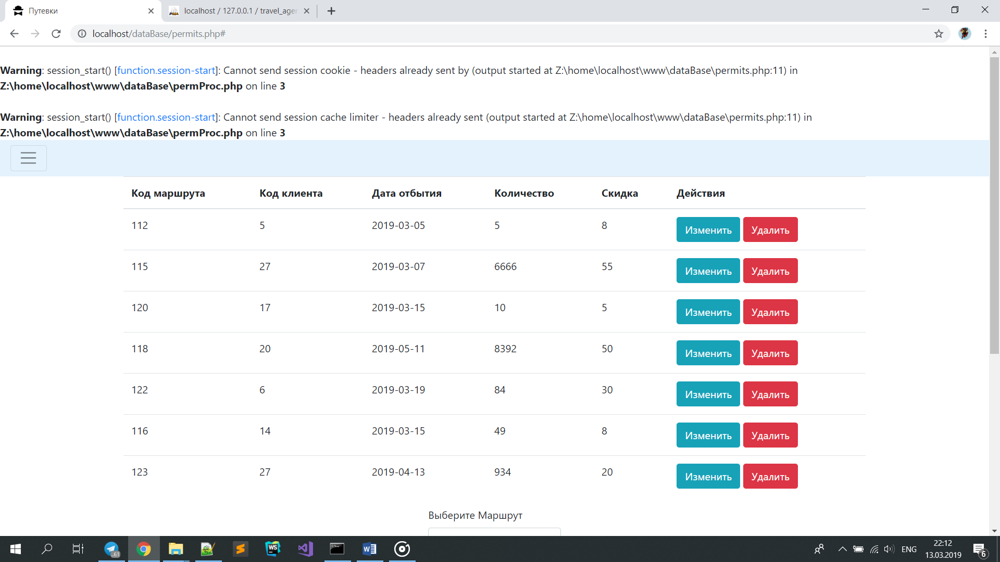 Путевки
localhost / 127.0.0.1 / travel_agen
localhost/dataBase/permits.php#
Warning: session_start() [function.session-start]: Cannot send session cookie - headers already sent by (output started at Z:\home\localhost\www\dataBase\permits.php:11) in
Z:\home\localhost\www\dataBase\permProc.php on line 3
Warning: session_start() [function.session-start]: Cannot send session cache limiter - headers already sent (output started at Z:\home\localhost\www\dataBase\permits.php:11) in
Z:\home\localhost\www\dataBase\permProc.php on line 3
Код маршрута Код клиента Дата отбытия Количество Скидка Действия
112 5 2019-03-05 5 8 Изменить Удалить
115 27 2019-03-07 6666 55 Изменить Удалить
120 17 2019-03-15 10 5 Изменить Удалить
118 20 2019-05-11 8392 50 Изменить Удалить
122 6 2019-03-19 84 30 Изменить Удалить
116 14 2019-03-15 49 8 Изменить Удалить
123 27 2019-04-13 934 20 Изменить Удалить
Выберите Маршрут
..61
WS
ENG
22:12
13.03.2019
6